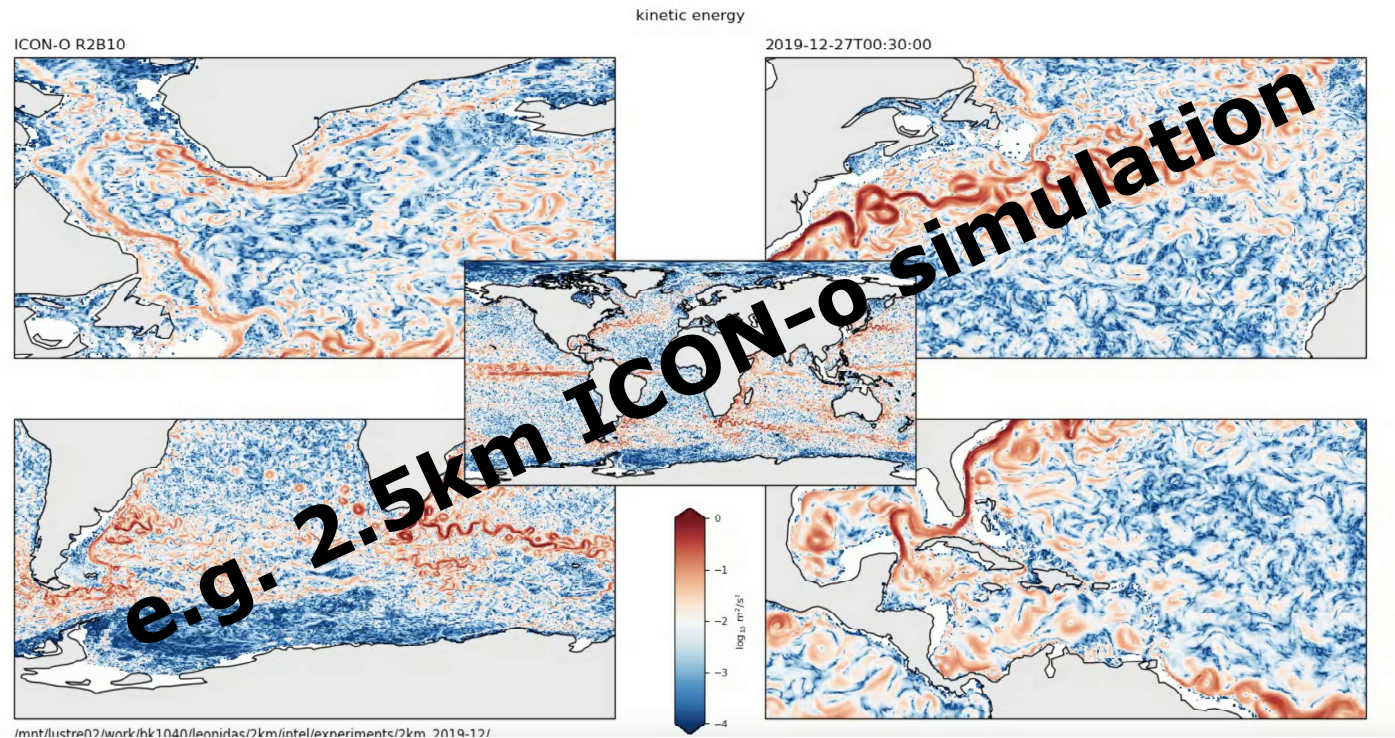 kinetic energy
ICON-O R2B10
2019-12-27T00:30:00
e.g. 2.5km ICON-o simulation
0
−1
−2
−3
−4
log₁₀ m²/s²
/mnt/lustre02/work/bk1040/leonidas/2km/intel/experiments/2km_2019-12/